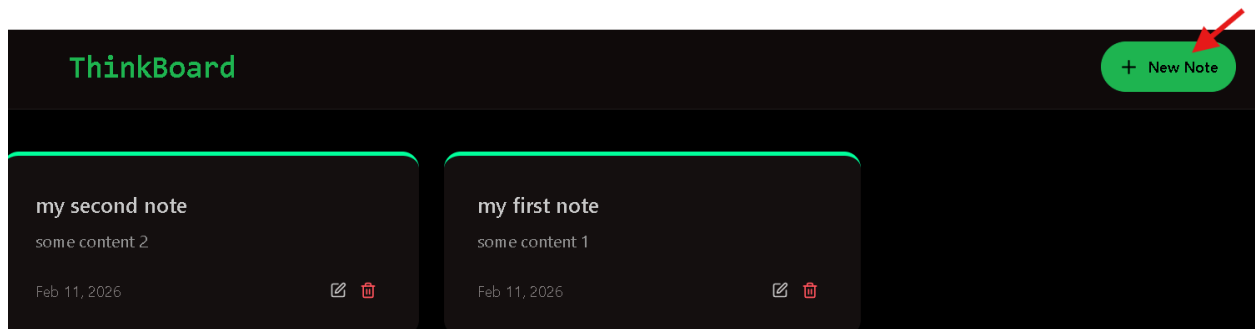 ThinkBoard
New Note
my second note
some content 2
Feb 11, 2026
my first note
some content 1
Feb 11, 2026